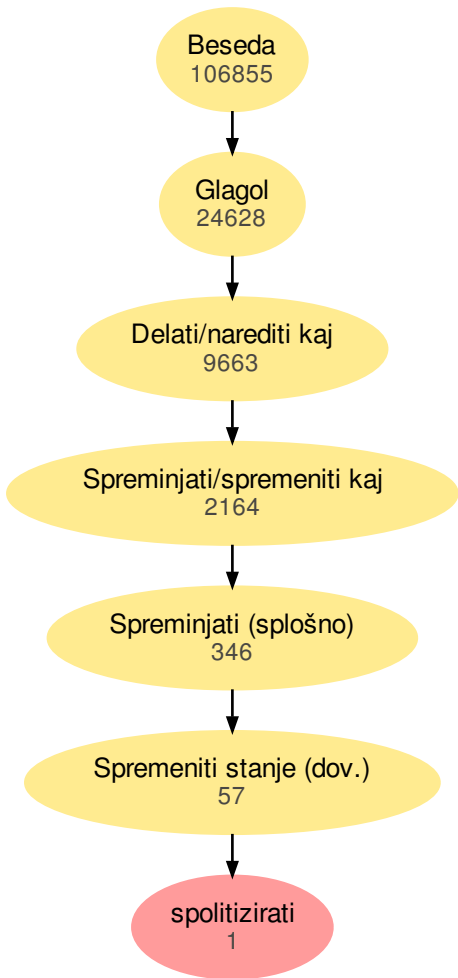 Beseda
106855
Glagol
24628
Delati/narediti kaj
9663
Spreminjati/spremeniti kaj
2164
Spreminjati (splošno)
346
Spremeniti stanje (dov.)
57
spolitizirati
1